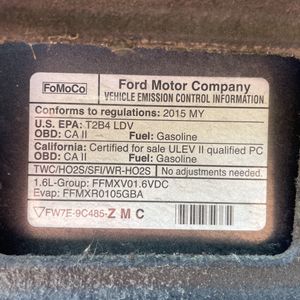 FoMoCo
Ford Motor Company
VEHICLE EMISSION CONTROL INFORMATION
Conforms to regulations: 2015 MY
U.S. EPA: T2B4 LDV
OBD: CA II Fuel: Gasoline
California: Certified for sale ULEV II qualified PC
OBD: CA II Fuel: Gasoline
TWC/HO2S/SFI/WR-HO2S No adjustments needed.
1.6L-Group: FFMXV01.6VDC
Evap: FFMXR0105GBA
FW7E-9C485-ZMC